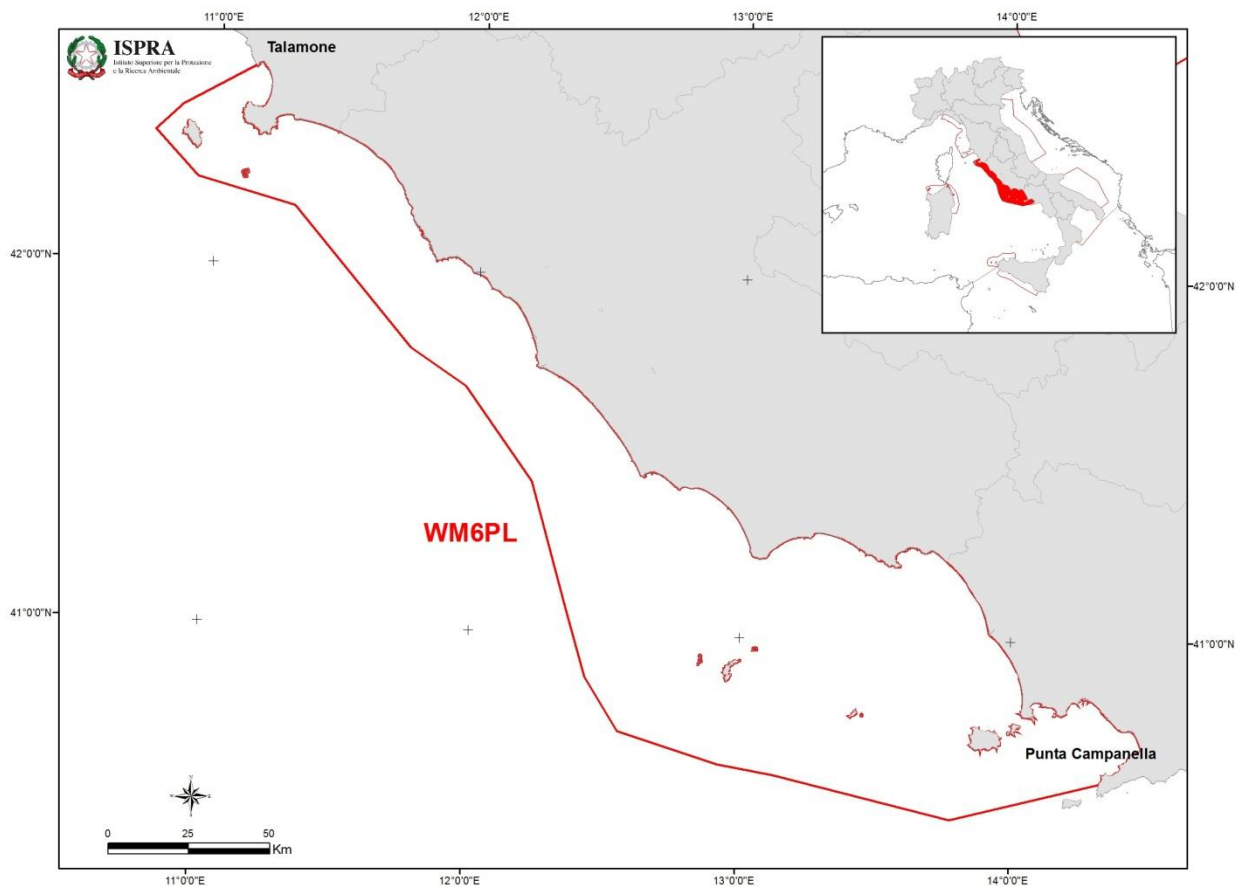 11°0'0"E 12°0'0"E 13°0'0"E 14°0'0"E
ISPRA
Istituto Superiore per la Protezione
e la Ricerca Ambientale
Talamone
42°0'0"N
42°0'0"N
WM6PL
41°0'0"N
41°0'0"N
Punta Campanella
N
W E
S
0 25 50
Km
11°0'0"E 12°0'0"E 13°0'0"E 14°0'0"E